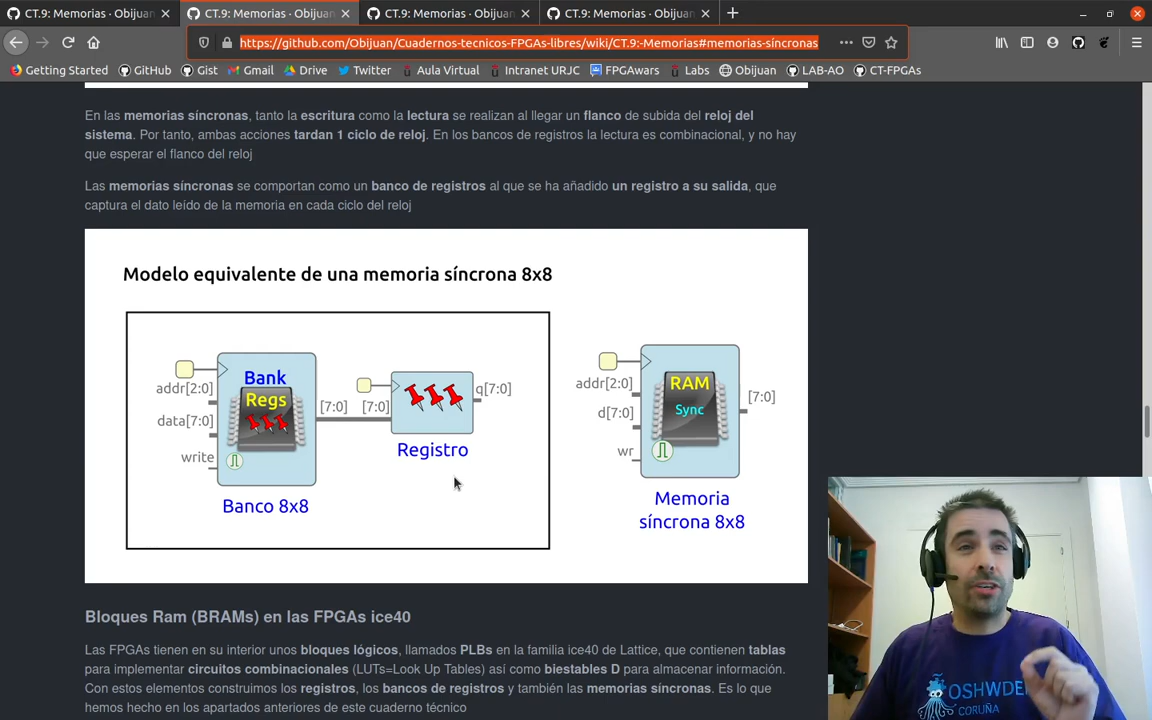 CT.9: Memorias · Obijuan
CT.9: Memorias · Obijuan
CT.9: Memorias · Obijuan
CT.9: Memorias · Obijuan
https://github.com/Obijuan/Cuadernos-tecnicos-FPGAs-libres/wiki/CT.9:-Memorias#memorias-sincronas
Getting Started GitHub Gist Gmail Drive Twitter Aula Virtual Intranet URJC FPGAwars Labs Obijuan LAB-AO CT-FPGAs
En las memorias síncronas, tanto la escritura como la lectura se realizan al llegar un flanco de subida del reloj del
sistema. Por tanto, ambas acciones tardan 1 ciclo de reloj. En los bancos de registros la lectura es combinacional, y no hay
que esperar el flanco del reloj
Las memorias síncronas se comportan como un banco de registros al que se ha añadido un registro a su salida, que
captura el dato leído de la memoria en cada ciclo del reloj
Modelo equivalente de una memoria síncrona 8x8
addr[2:0]
data[7:0]
write
Bank
Regs
[7:0]
Banco 8x8
[7:0]
q[7:0]
Registro
addr[2:0]
d[7:0]
wr
RAM
Sync
[7:0]
Memoria
síncrona 8x8
Bloques Ram (BRAMs) en las FPGAs ice40
Las FPGAs tienen en su interior unos bloques lógicos, llamados PLBs en la familia ice40 de Lattice, que contienen tablas
para implementar circuitos combinacionales (LUTs=Look Up Tables) así como biestables D para almacenar información.
Con estos elementos construimos los registros, los bancos de registros y también las memorias síncronas. Es lo que
hemos hecho en los apartados anteriores de este cuaderno técnico
OSHWDEM
CORUÑA